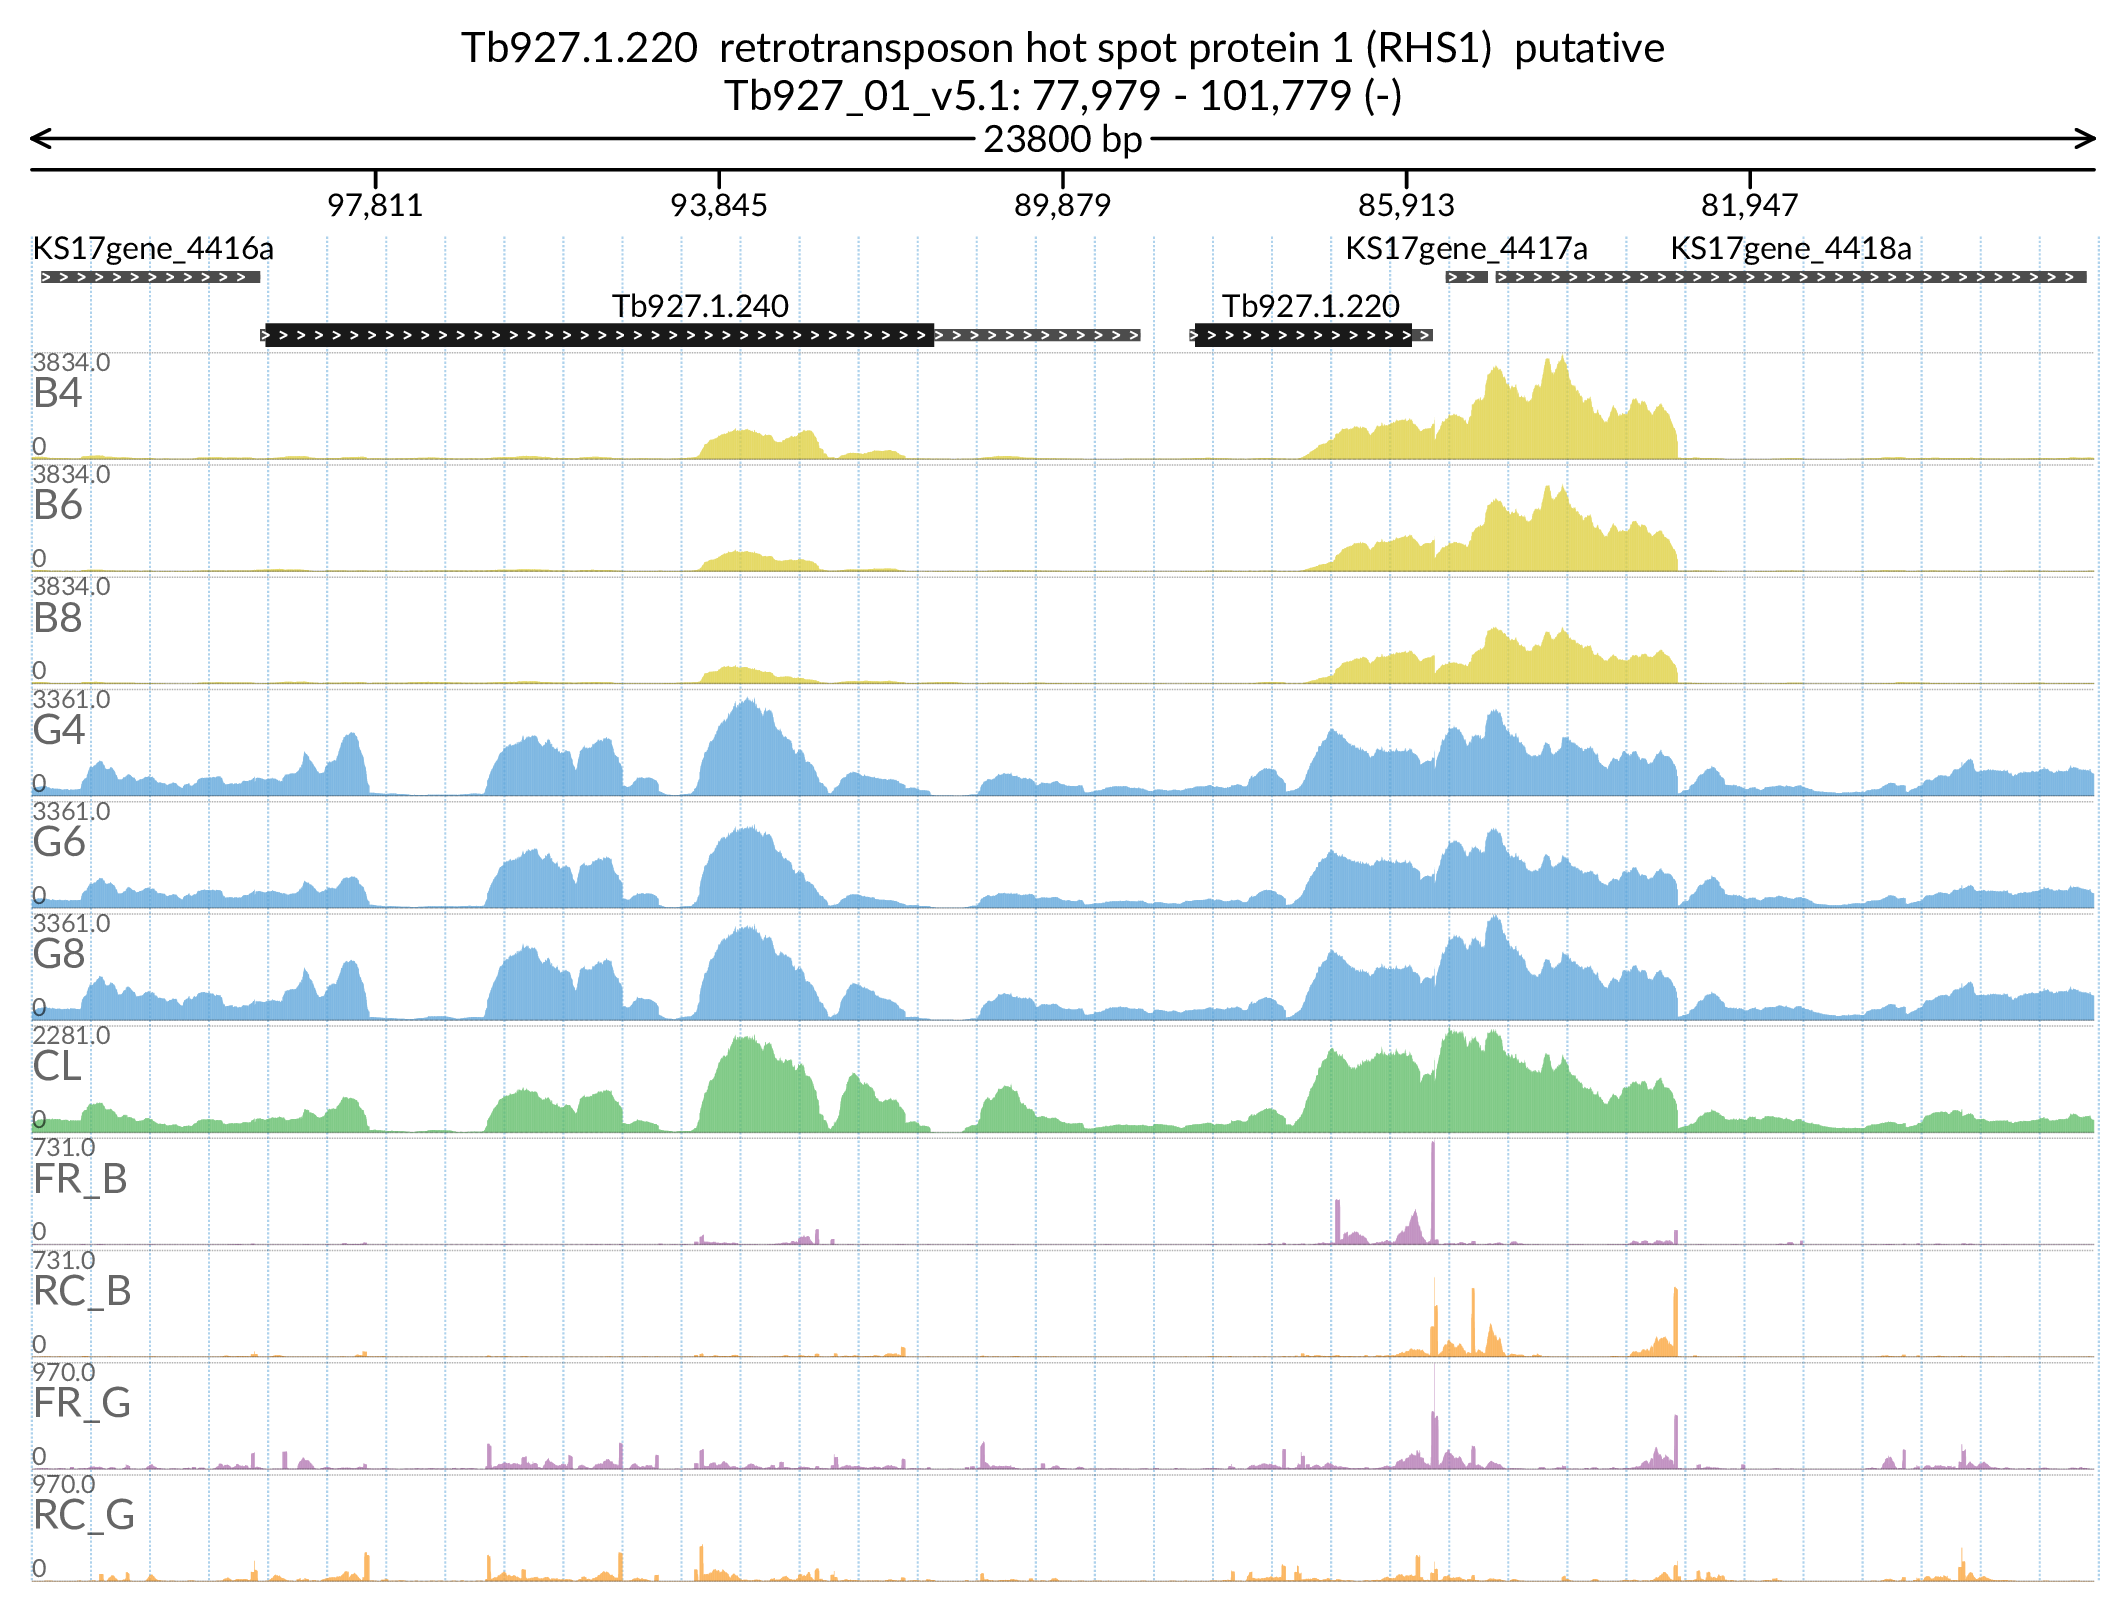 Tb927.1.220 retrotransposon hot spot protein 1 (RHS1) putative
Tb927_01_v5.1: 77,979 - 101,779 (-)
23800 bp
97,811 93,845 89,879 85,913 81,947
KS17gene_4416a KS17gene_4417a KS17gene_4418a
Tb927.1.240 Tb927.1.220
3834.0
B4
0
3834.0
B6
0
3834.0
B8
0
3361.0
G4
0
3361.0
G6
0
3361.0
G8
0
2281.0
CL
0
731.0
FR_B
0
731.0
RC_B
0
970.0
FR_G
0
970.0
RC_G
0